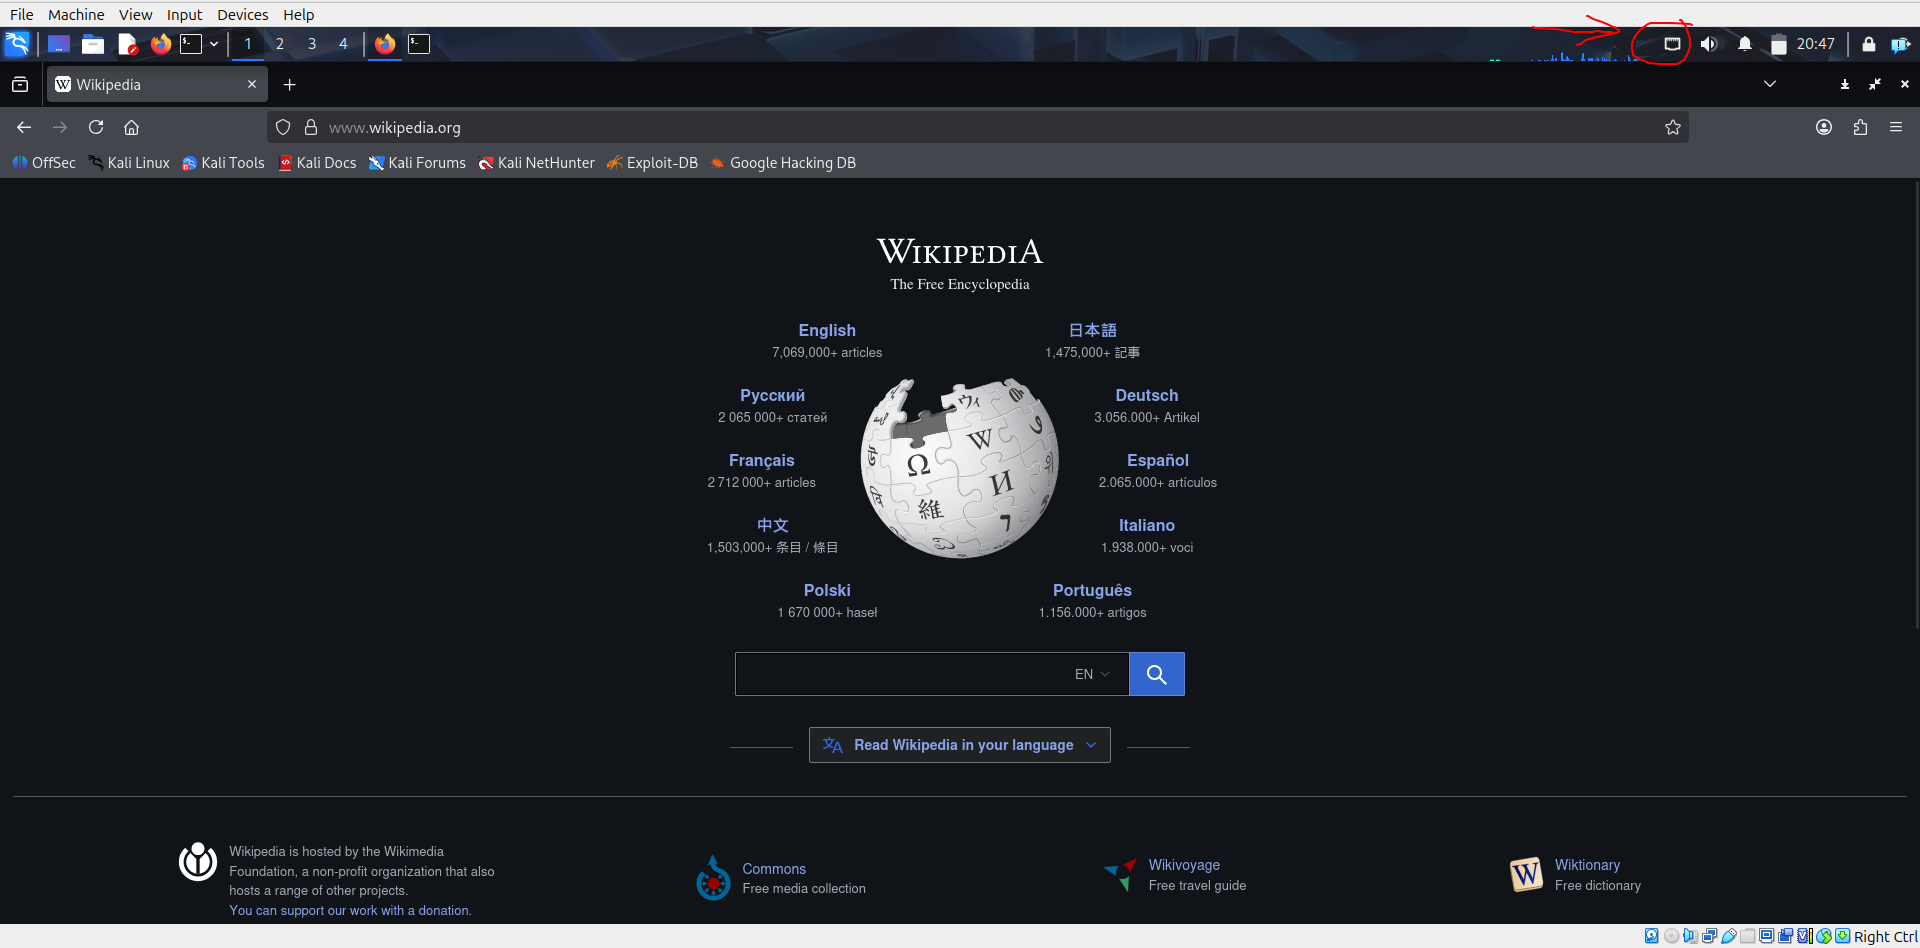 File Machine View Input Devices Help
1 2 3 4 20:47
Wikipedia
www.wikipedia.org
OffSec Kali Linux Kali Tools Kali Docs Kali Forums Kali NetHunter Exploit-DB Google Hacking DB
WIKIPEDIA
The Free Encyclopedia
English 日本語
7,069,000+ articles 1,475,000+ 記事
Русский Deutsch
2 065 000+ статей 3.056.000+ Artikel
Français Español
2 712 000+ articles 2.065.000+ artículos
中文 Italiano
1,503,000+ 条目 / 條目 1.938.000+ voci
Polski Português
1 670 000+ haseł 1.156.000+ artigos
Ω W И 維 ウィ
EN
Read Wikipedia in your language
Wikipedia is hosted by the Wikimedia
Foundation, a non-profit organization that also
hosts a range of other projects.
You can support our work with a donation.
Commons
Free media collection
Wikivoyage
Free travel guide
W
Wiktionary
Free dictionary
Right Ctrl